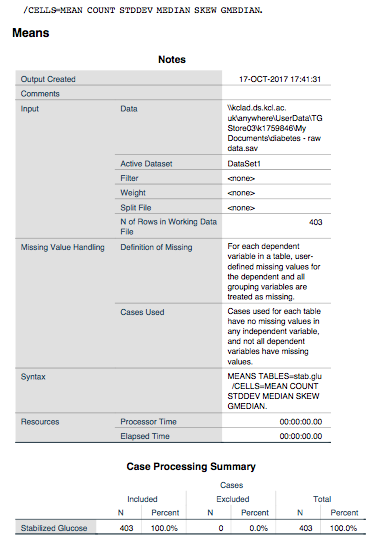 /CELLS=MEAN COUNT STDDEV MEDIAN SKEW GMEDIAN.
Means
Notes
Output Created 17-OCT-2017 17:41:31
Comments
Input Data \\kclad.ds.kcl.ac.
uk\anywhere\UserData\TG
Store03\k1759846\My
Documents\diabetes - raw
data.sav
Active Dataset DataSet1
Filter <none>
Weight <none>
Split File <none>
N of Rows in Working Data
File 403
Missing Value Handling Definition of Missing For each dependent
variable in a table, user-
defined missing values for
the dependent and all
grouping variables are
treated as missing.
Cases Used Cases used for each table
have no missing values in
any independent variable,
and not all dependent
variables have missing
values.
Syntax MEANS TABLES=stab.glu
/CELLS=MEAN COUNT
STDDEV MEDIAN SKEW
GMEDIAN.
Resources Processor Time 00:00:00.00
Elapsed Time 00:00:00.00
Case Processing Summary
Cases
Included Excluded Total
N Percent N Percent N Percent
Stabilized Glucose 403 100.0% 0 0.0% 403 100.0%